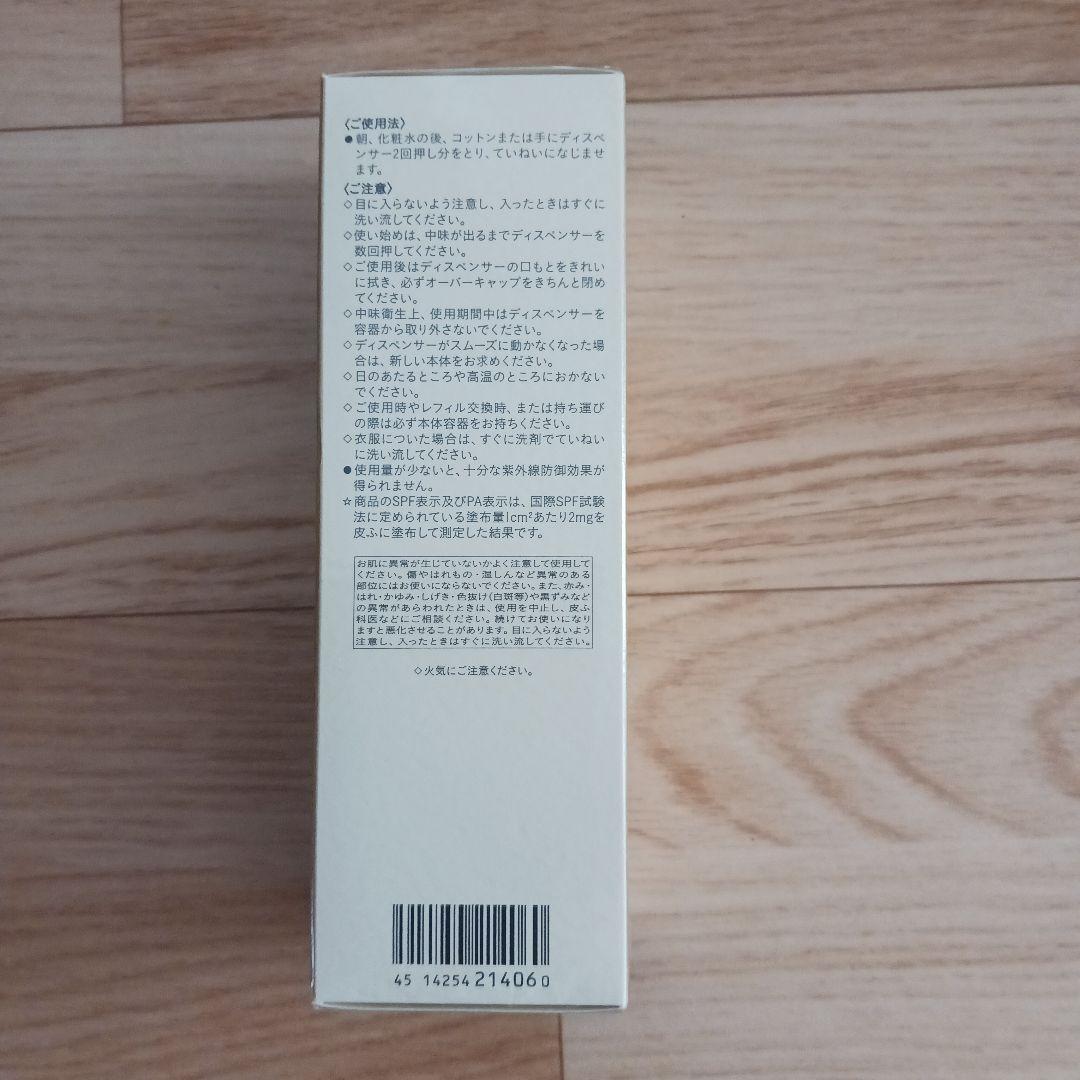 〈ご使用法〉
●朝、化粧水の後、コットンまたは手にディスペ
ンサー2回押し分をとり、ていねいになじませ
ます。
〈ご注意〉
◇目に入らないよう注意し、入ったときはすぐに
洗い流してください。
◇使い始めは、中味が出るまでディスペンサーを
数回押してください。
◇ご使用後はディスペンサーの口もとをきれい
に拭き、必ずオーバーキャップをきちんと閉め
てください。
◇中味衛生上、使用期間中はディスペンサーを
容器から取り外さないでください。
◇ディスペンサーがスムーズに動かなくなった場
合は、新しい本体をお求めください。
◇日のあたるところや高温のところにおかない
でください。
◇ご使用時やレフィル交換時、または持ち運び
の際は必ず本体容器をお持ちください。
◇衣服についた場合は、すぐに洗剤でていねい
に洗い流してください。
●使用量が少ないと、十分な紫外線防御効果が
得られません。
☆商品のSPF表示及びPA表示は、国際SPF試験
法に定められている塗布量1cm²あたり2mgを
皮ふに塗布して測定した結果です。
お肌に異常が生じていないかよく注意して使用して
ください。傷やはれもの・湿しんなど異常のある
部位にはお使いにならないでください。また、赤み・
はれ・かゆみ・しげき・色抜け(白斑等)や黒ずみなど
の異常があらわれたときは、使用を中止し、皮ふ
科医などにご相談ください。続けてお使いになり
ますと悪化させることがあります。目に入らないよう
注意し、入ったときはすぐに洗い流してください。
◇火気にご注意ください。
45 14254 21406 0